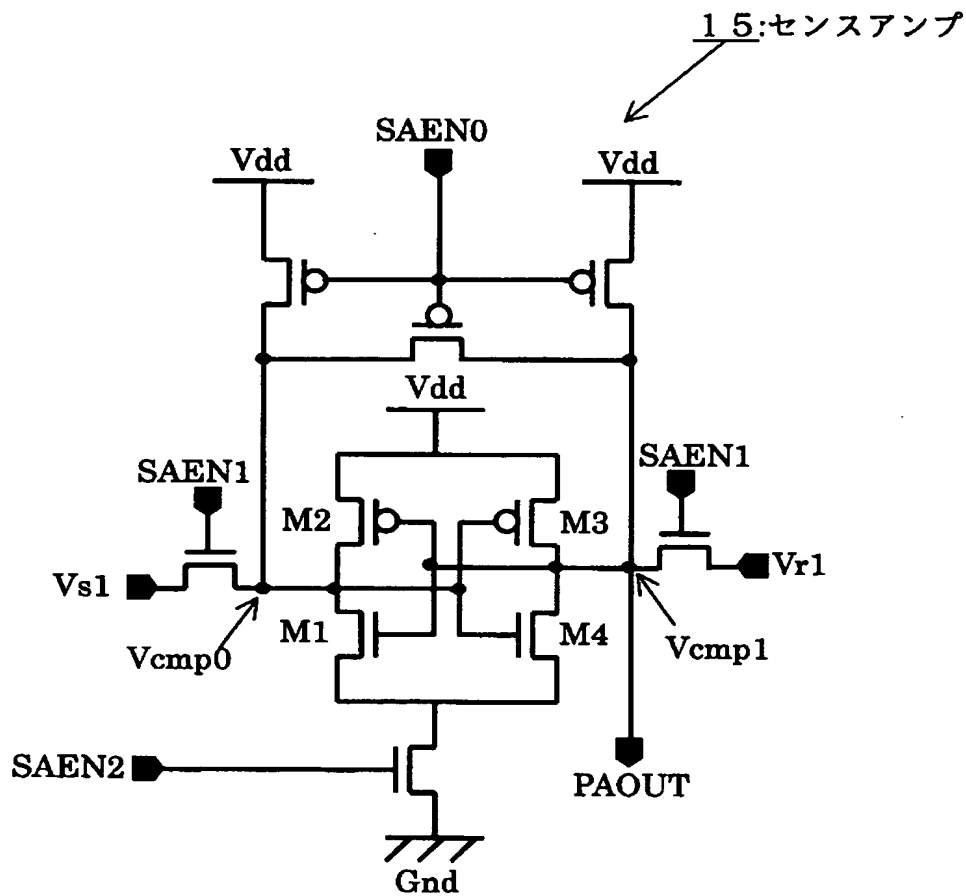 １５:センスアンプ
SAEN0
Vdd
Vdd
Vdd
SAEN1
SAEN1
M2
M3
Vs1
Vr1
M1
M4
Vcmp0
Vcmp1
SAEN2
PAOUT
Gnd